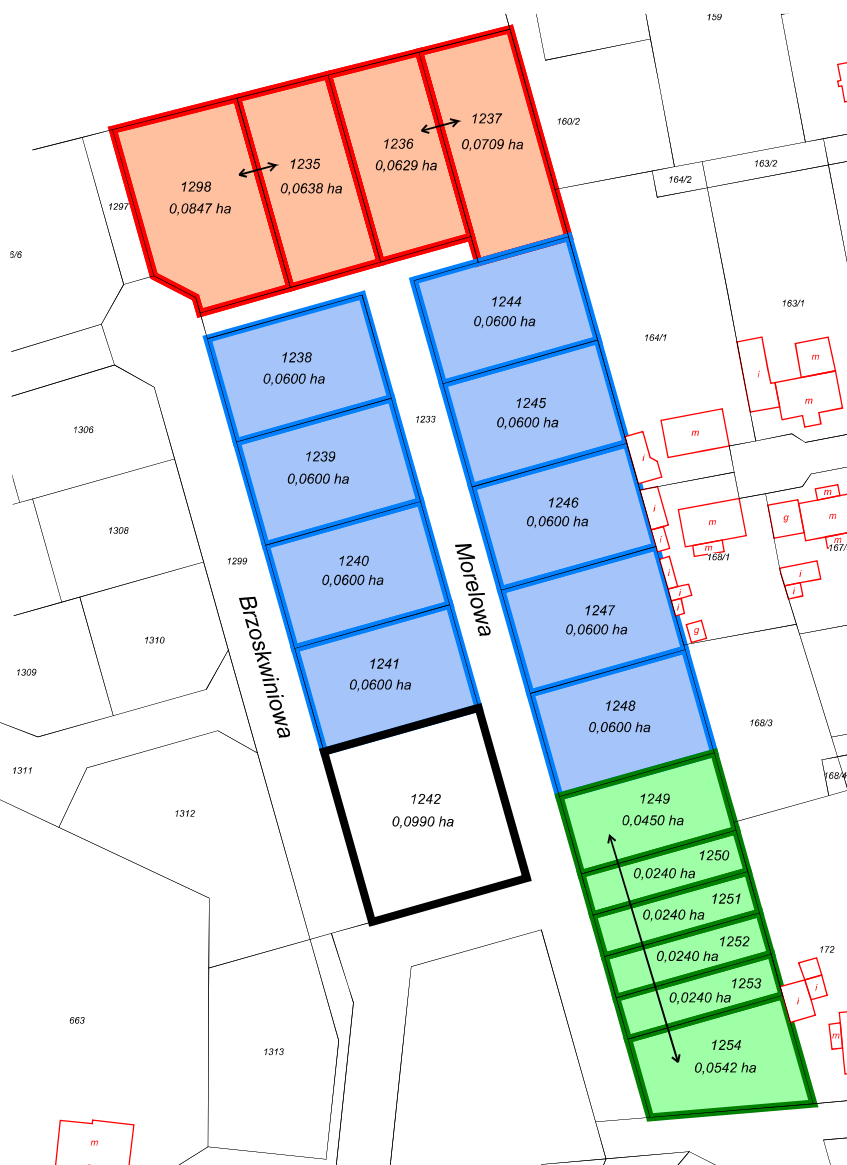 159
1237
0,0709 ha
160/2
1236
0,0629 ha
1235
0,0638 ha
1298
0,0847 ha
163/2
164/2
1297
6/6
1244
0,0600 ha
163/1
164/1
1238
0,0600 ha
i
m
m
1245
0,0600 ha
1233
1306
m
1239
0,0600 ha
i
1246
0,0600 ha
i
m
m
i
168/1
g
m
m
m
167/
1308
1299
1240
0,0600 ha
Morelowa
i
i
i
i
i
g
1247
0,0600 ha
Brzoskwiniowa
1310
1309
1241
0,0600 ha
1248
0,0600 ha
168/3
1311
168/4
1312
1242
0,0990 ha
1249
0,0450 ha
1250
0,0240 ha
1251
0,0240 ha
1252
0,0240 ha
1253
0,0240 ha
172
i
i
m
663
1313
1254
0,0542 ha
m